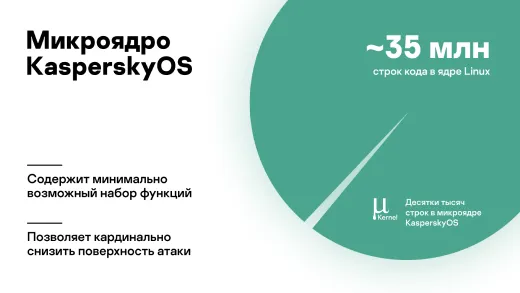 Микроядро
KasperskyOS
~35 млн
строк кода в ядре Linux
Содержит минимально
возможный набор функций
Позволяет кардинально
снизить поверхность атаки
μ
Kernel
Десятки тысяч
строк в микроядре
KasperskyOS